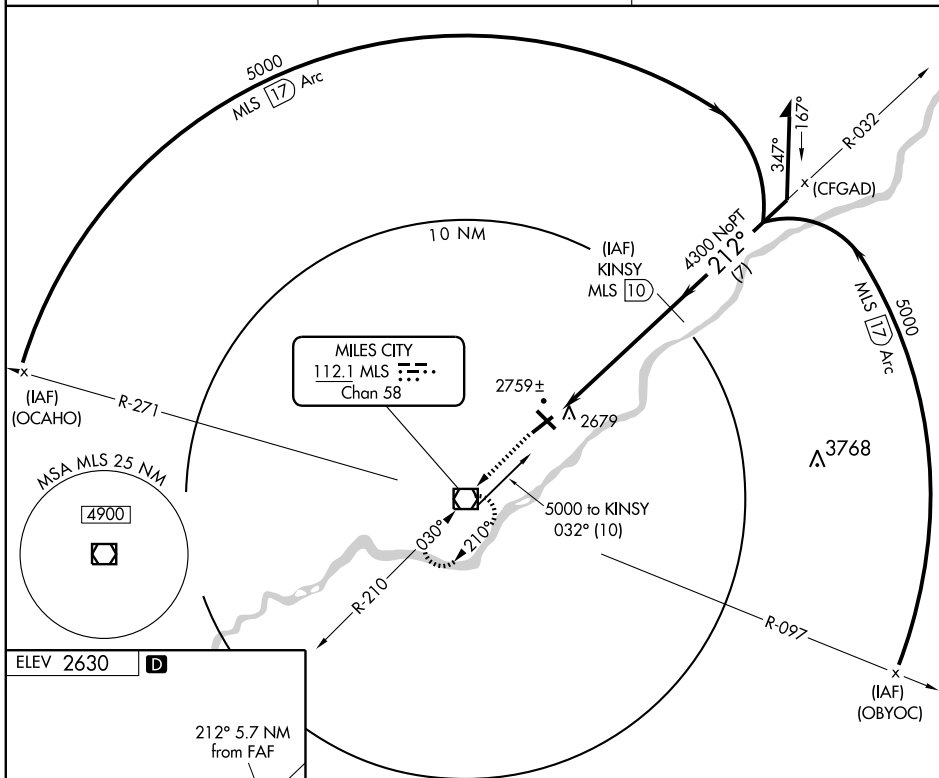 5000
MLS 17 Arc
347°
167°
R-032
(CFGAD)
10 NM
(IAF)
KINSY
MLS 10
4300 NoPT
212°
(7)
5000
MLS 17 Arc
MILES CITY
112.1 MLS
Chan 58
2759±
2679
3768
(IAF)
(OCAHO)
R-271
MSA MLS 25 NM
4900
5000 to KINSY
032° (10)
030°
210°
R-210
R-097
(IAF)
(OBYOC)
ELEV 2630 D
212° 5.7 NM
from FAF